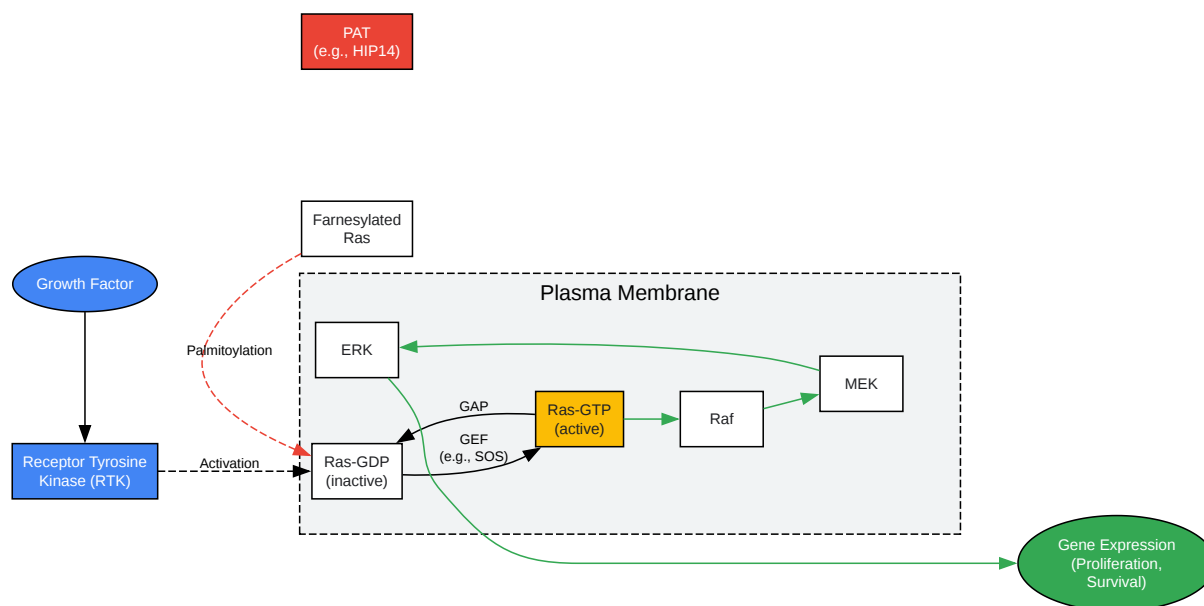 PAT
(e.g., HIP14)
Farnesylated
Ras
Growth Factor
Plasma Membrane
Palmitoylation
ERK
MEK
GAP
Ras-GTP
(active)
Raf
GEF
(e.g., SOS)
Receptor Tyrosine
Kinase (RTK)
Activation
Ras-GDP
(inactive)
Gene Expression
(Proliferation,
Survival)